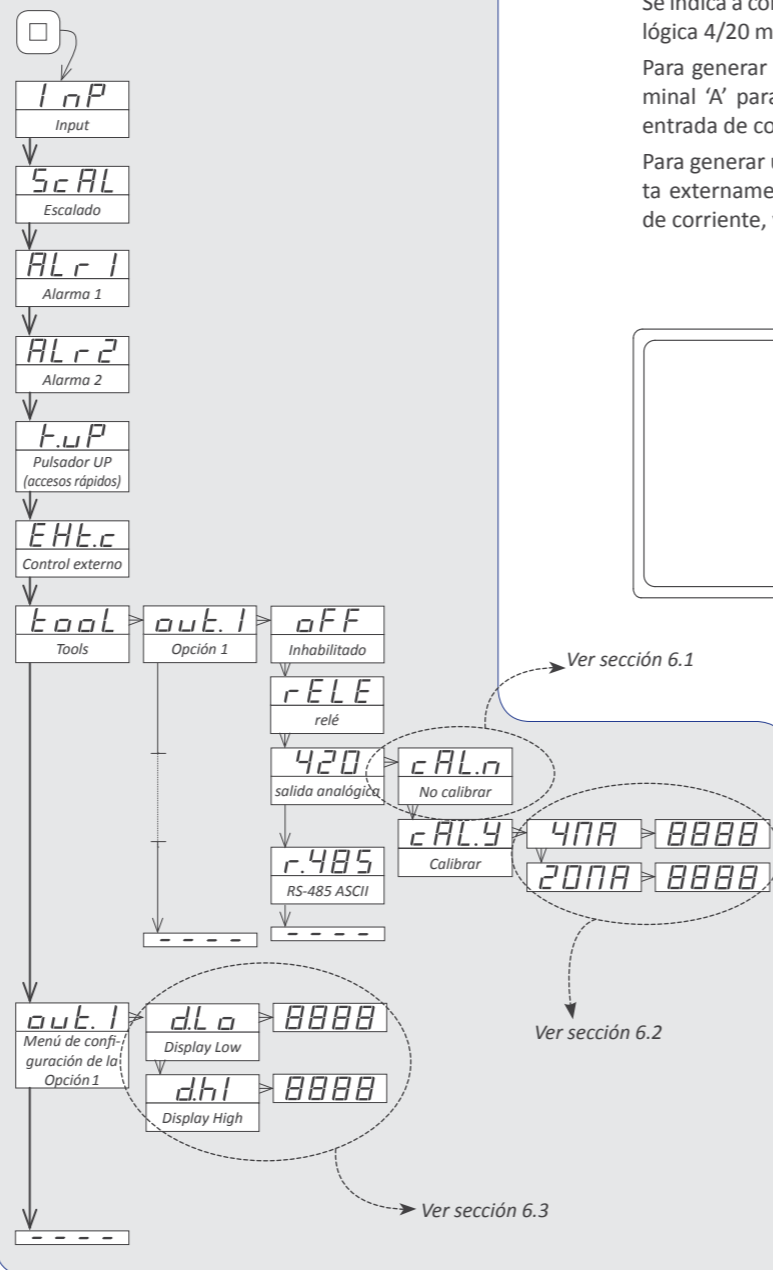 Se indica a con
lógica 4/20 m
Para generar
minal ‘A’ para
entrada de co
Para generar
ta extername
de corriente,
InP
Input
ScAL
Escalado
ALr1
Alarma 1
ALr2
Alarma 2
t.uP
Pulsador UP
(accesos rápidos)
EHt.c
Control externo
tooL
Tools
out.1
Opción 1
oFF
Inhabilitado
rELE
relé
420
salida analógica
cAL.n
No calibrar
cAL.Y
Calibrar
4MA
8888
20MA
8888
r.485
RS-485 ASCII
----
----
Ver sección 6.1
Ver sección 6.2
out.1
Menú de confi-
guración de la
Opción1
d.Lo
Display Low
8888
d.hI
Display High
8888
Ver sección 6.3
----